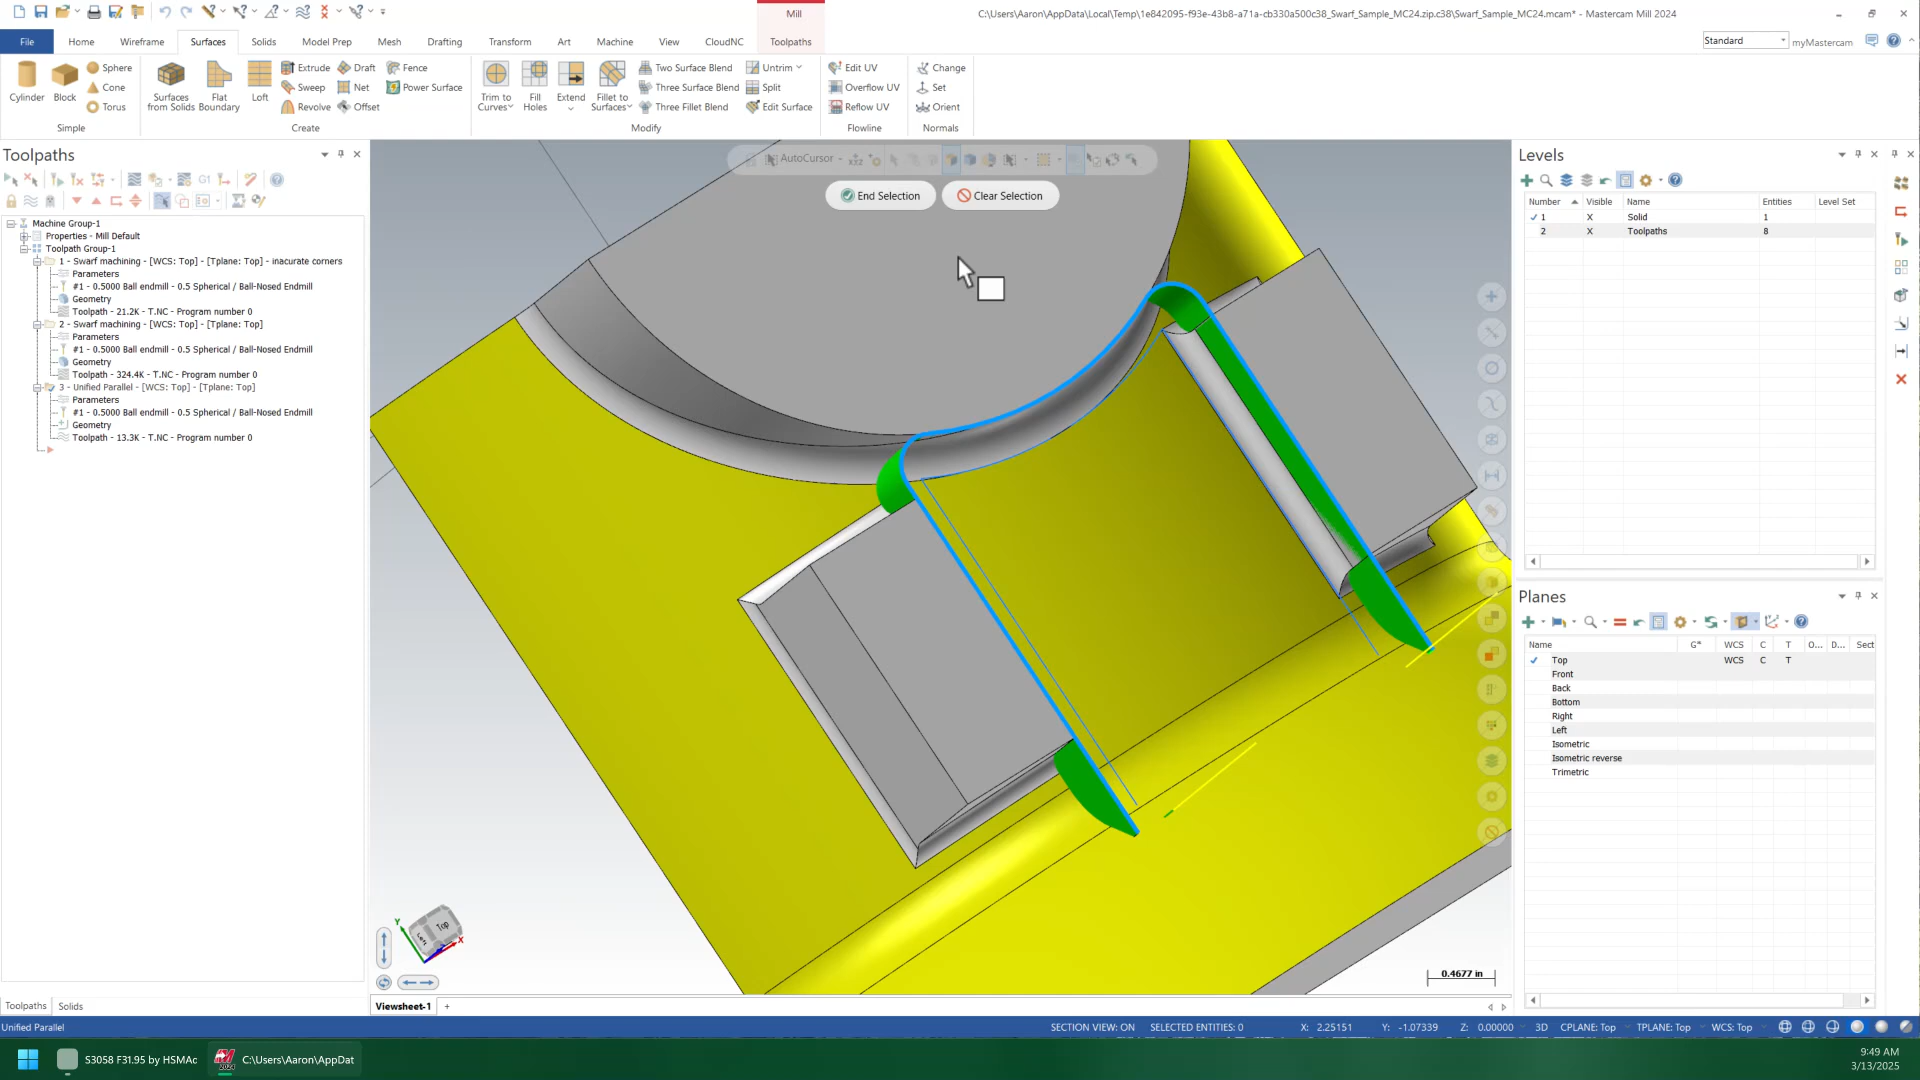 Mill
C:\Users\Aaron\AppData\Local\Temp\1e842095-f93e-43b8-a71a-cb330a500c38_Swarf_Sample_MC24.zip.c38\Swarf_Sample_MC24.mcam* - Mastercam Mill 2024
File Home Wireframe Surfaces Solids Model Prep Mesh Drafting Transform Art Machine View CloudNC Toolpaths
Standard myMastercam
Cylinder Block Sphere Cone Torus
Simple
Surfaces from Solids Flat Boundary Loft Extrude Sweep Revolve Draft Net Offset Fence Power Surface
Create
Trim to Curves Fill Holes Extend Fillet to Surfaces Two Surface Blend Three Surface Blend Three Fillet Blend Untrim Split Edit Surface
Modify
Edit UV Overflow UV Reflow UV
Flowline
Change Set Orient
Normals
Toolpaths
G1
Machine Group-1
Properties - Mill Default
Toolpath Group-1
1 - Swarf machining - [WCS: Top] - [Tplane: Top] - inacurate corners
Parameters
#1 - 0.5000 Ball endmill - 0.5 Spherical / Ball-Nosed Endmill
Geometry
Toolpath - 21.2K - T.NC - Program number 0
2 - Swarf machining - [WCS: Top] - [Tplane: Top]
Parameters
#1 - 0.5000 Ball endmill - 0.5 Spherical / Ball-Nosed Endmill
Geometry
Toolpath - 324.4K - T.NC - Program number 0
3 - Unified Parallel - [WCS: Top] - [Tplane: Top]
Parameters
#1 - 0.5000 Ball endmill - 0.5 Spherical / Ball-Nosed Endmill
Geometry
Toolpath - 13.3K - T.NC - Program number 0
Toolpaths Solids
AutoCursor
End Selection Clear Selection
Y Top X
0.4677 in
Viewsheet-1 +
Levels
Number Visible Name Entities Level Set
1 X Solid 1
2 X Toolpaths 8
Planes
Name G* WCS C T O... D... Sect
Top WCS C T
Front
Back
Bottom
Right
Left
Isometric
Isometric reverse
Trimetric
Unified Parallel
SECTION VIEW: ON SELECTED ENTITIES: 0 X: 2.25151 Y: -1.07339 Z: 0.00000 3D CPLANE: Top TPLANE: Top WCS: Top
S3058 F31.95 by HSMAc C:\Users\Aaron\AppDat
9:49 AM
3/13/2025